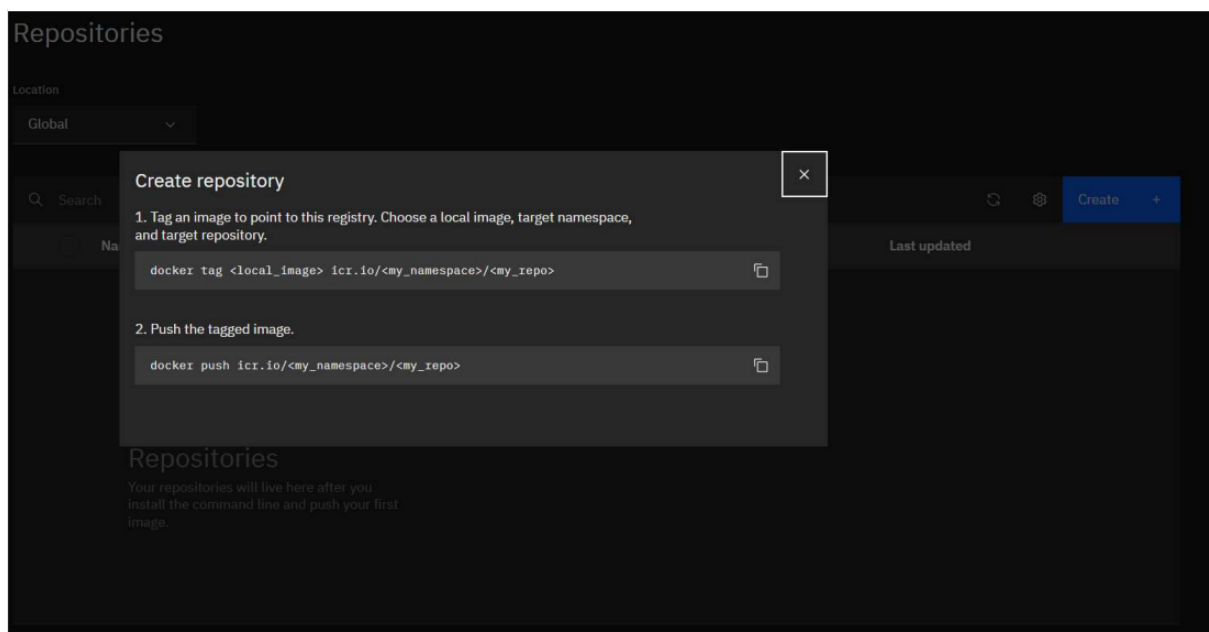 Repositories
Location
Global
Create repository
1. Tag an image to point to this registry. Choose a local image, target namespace,
and target repository.
docker tag <local_image> icr.io/<my_namespace>/<my_repo>
2. Push the tagged image.
docker push icr.io/<my_namespace>/<my_repo>
Search
Create +
Na
Last updated
Repositories
Your repositories will live here after you
install the command line and push your first
image.